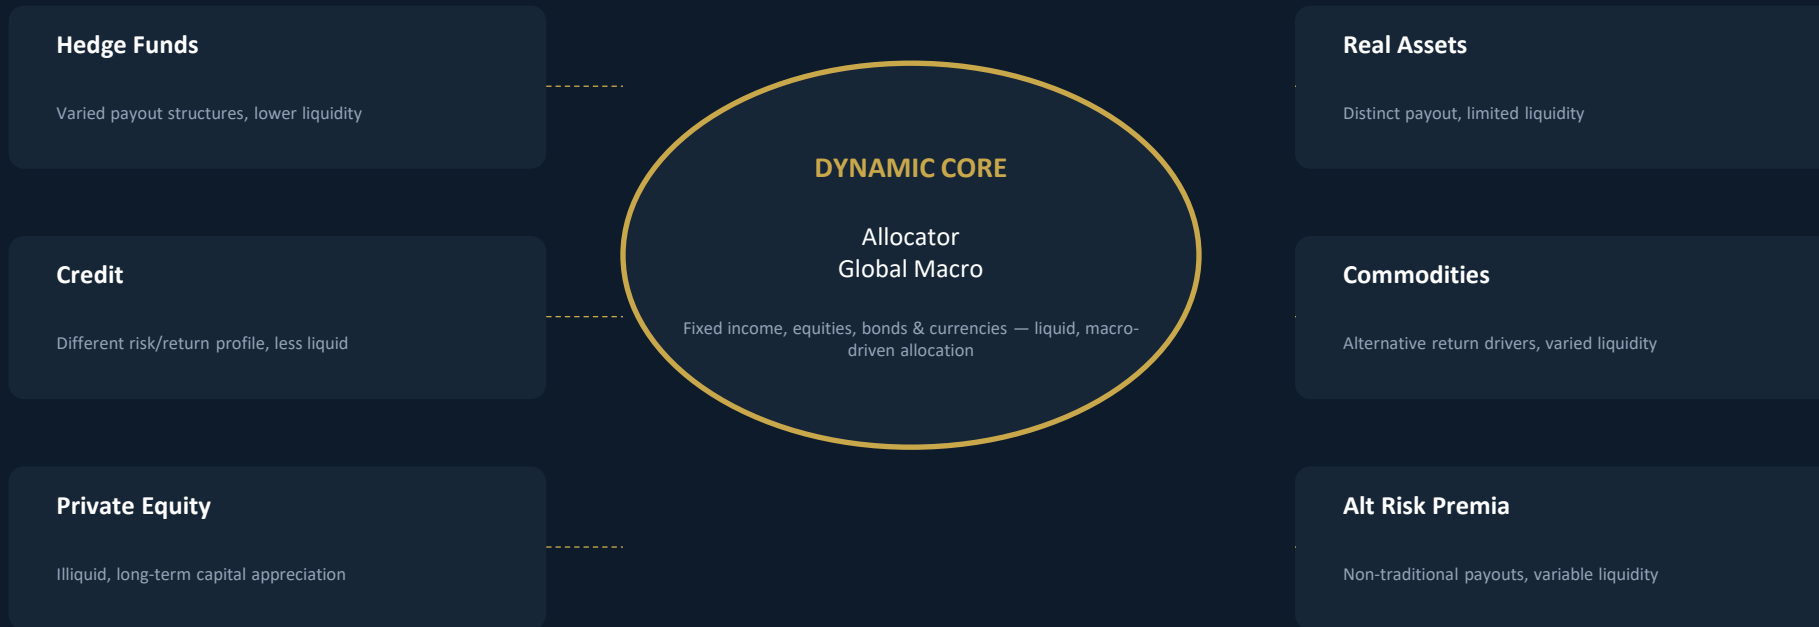 Hedge Funds
Varied payout structures, lower liquidity
Credit
Different risk/return profile, less liquid
Private Equity
Illiquid, long-term capital appreciation
DYNAMIC CORE
Allocator
Global Macro
Fixed income, equities, bonds & currencies — liquid, macro-
driven allocation
Real Assets
Distinct payout, limited liquidity
Commodities
Alternative return drivers, varied liquidity
Alt Risk Premia
Non-traditional payouts, variable liquidity